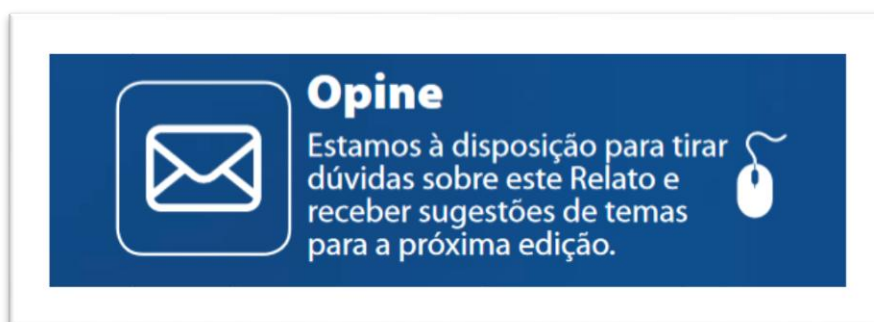 Opine
Estamos à disposição para tirar
dúvidas sobre este Relato e
receber sugestões de temas
para a próxima edição.